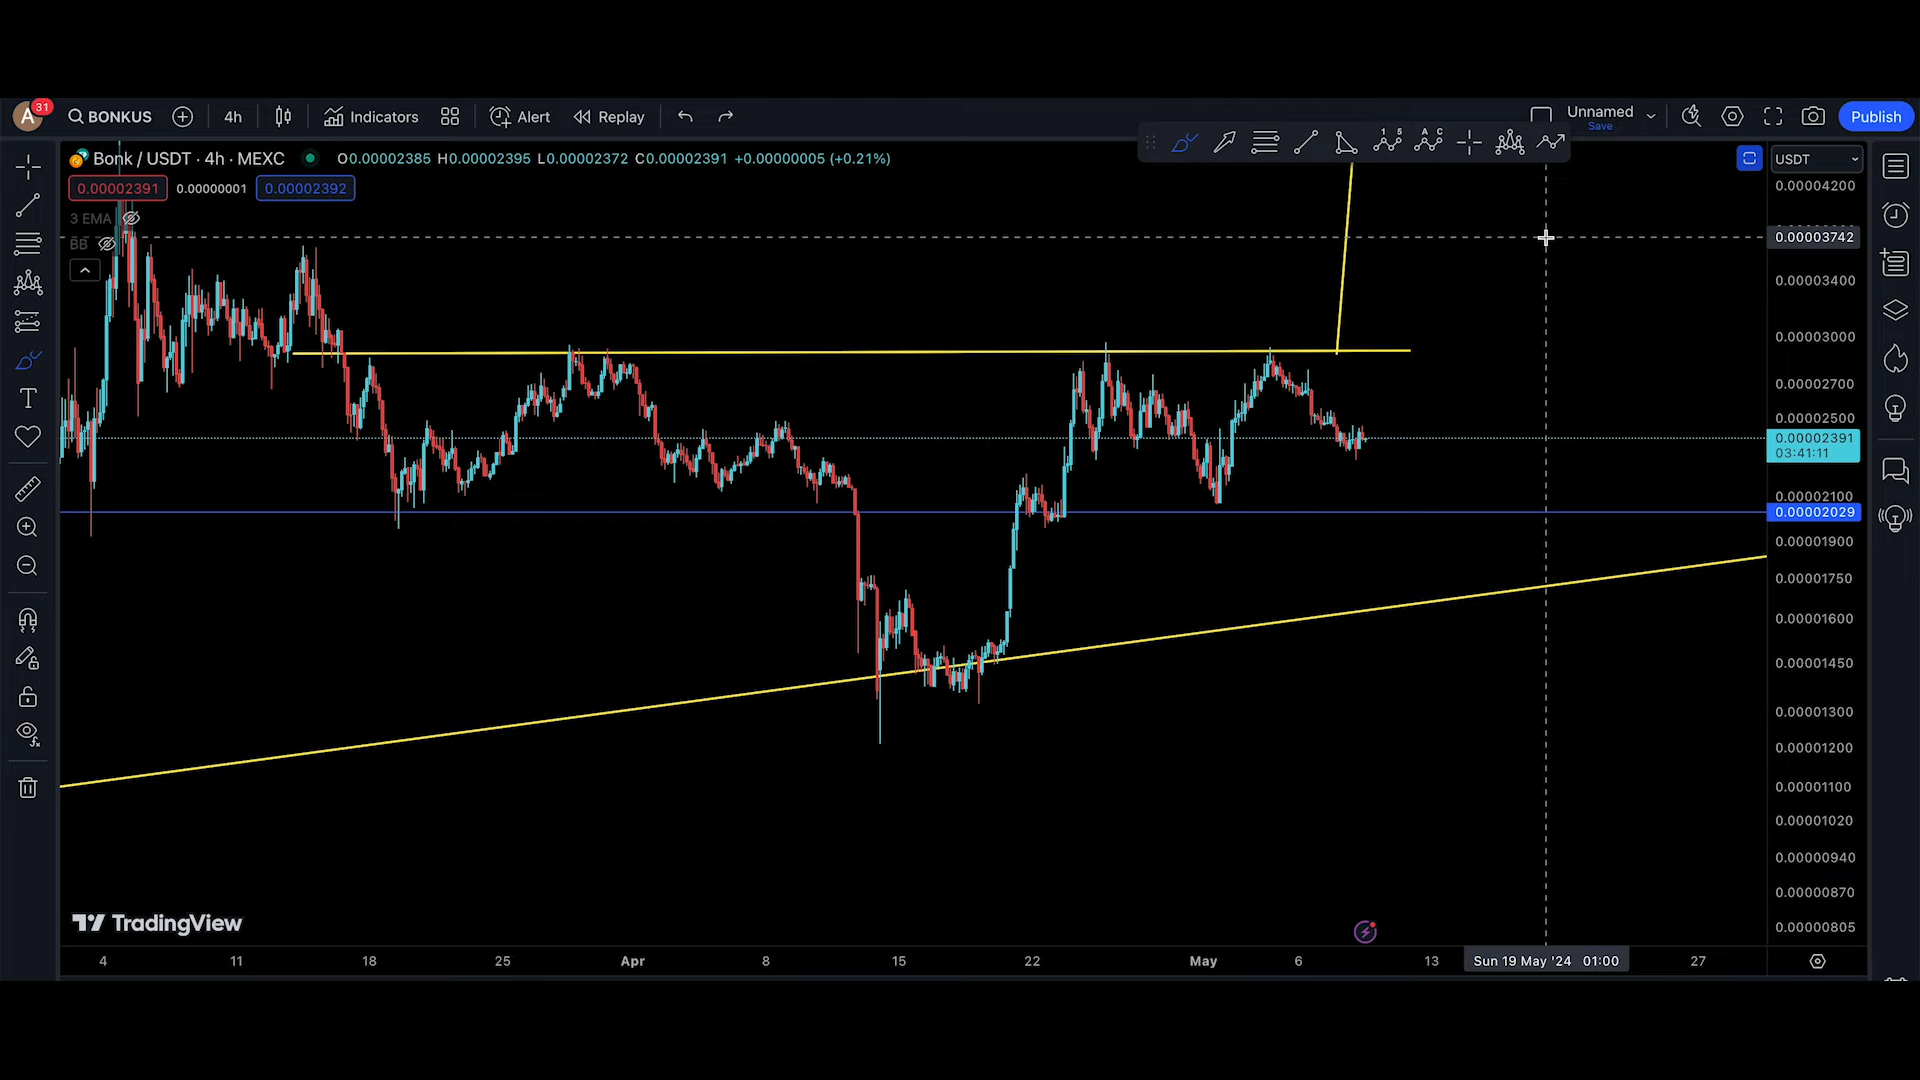 A 31 BONKUS 4h Indicators Alert Replay Unnamed Save Publish
Bonk / USDT · 4h · MEXC O0.00002385 H0.00002395 L0.00002372 C0.00002391 +0.00000005 (+0.21%)
USDT
0.00002391 0.00000001 0.00002392
3 EMA
BB
0.00004200
0.00003742
0.00003400
0.00003000
0.00002700
0.00002500
0.00002391
03:41:11
0.00002100
0.00002029
0.00001900
0.00001750
0.00001600
0.00001450
0.00001300
0.00001200
0.00001100
0.00001020
0.00000940
0.00000870
0.00000805
TradingView
4 11 18 25 Apr 8 15 22 May 6 13 Sun 19 May '24 01:00 27